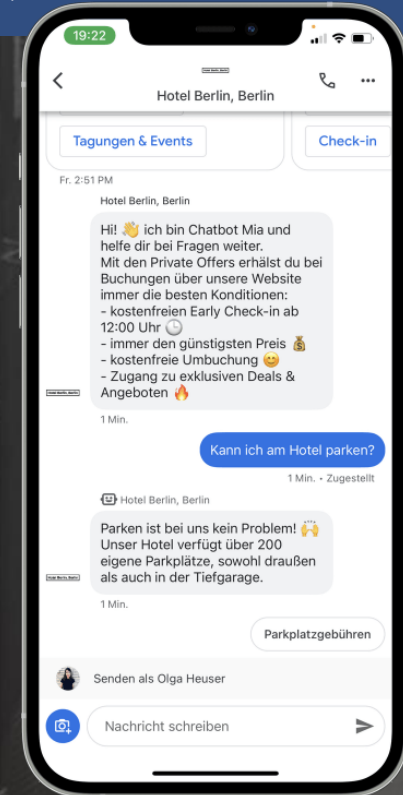 19:22
Hotel Berlin, Berlin
Tagungen & Events
Check-in
Fr. 2:51 PM
Hotel Berlin, Berlin
Hi! 👋 ich bin Chatbot Mia und
helfe dir bei Fragen weiter.
Mit den Private Offers erhälst du bei
Buchungen über unsere Website
immer die besten Konditionen:
- kostenfreien Early Check-in ab
12:00 Uhr 🕒
- immer den günstigsten Preis 💰
- kostenfreie Umbuchung 😊
- Zugang zu exklusiven Deals &
Angeboten 🔥
1 Min.
Kann ich am Hotel parken?
1 Min. • Zugestellt
Hotel Berlin, Berlin
Parken ist bei uns kein Problem! 🙌
Unser Hotel verfügt über 200
eigene Parkplätze, sowohl draußen
als auch in der Tiefgarage.
1 Min.
Parkplatzgebühren
Senden als Olga Heuser
Nachricht schreiben